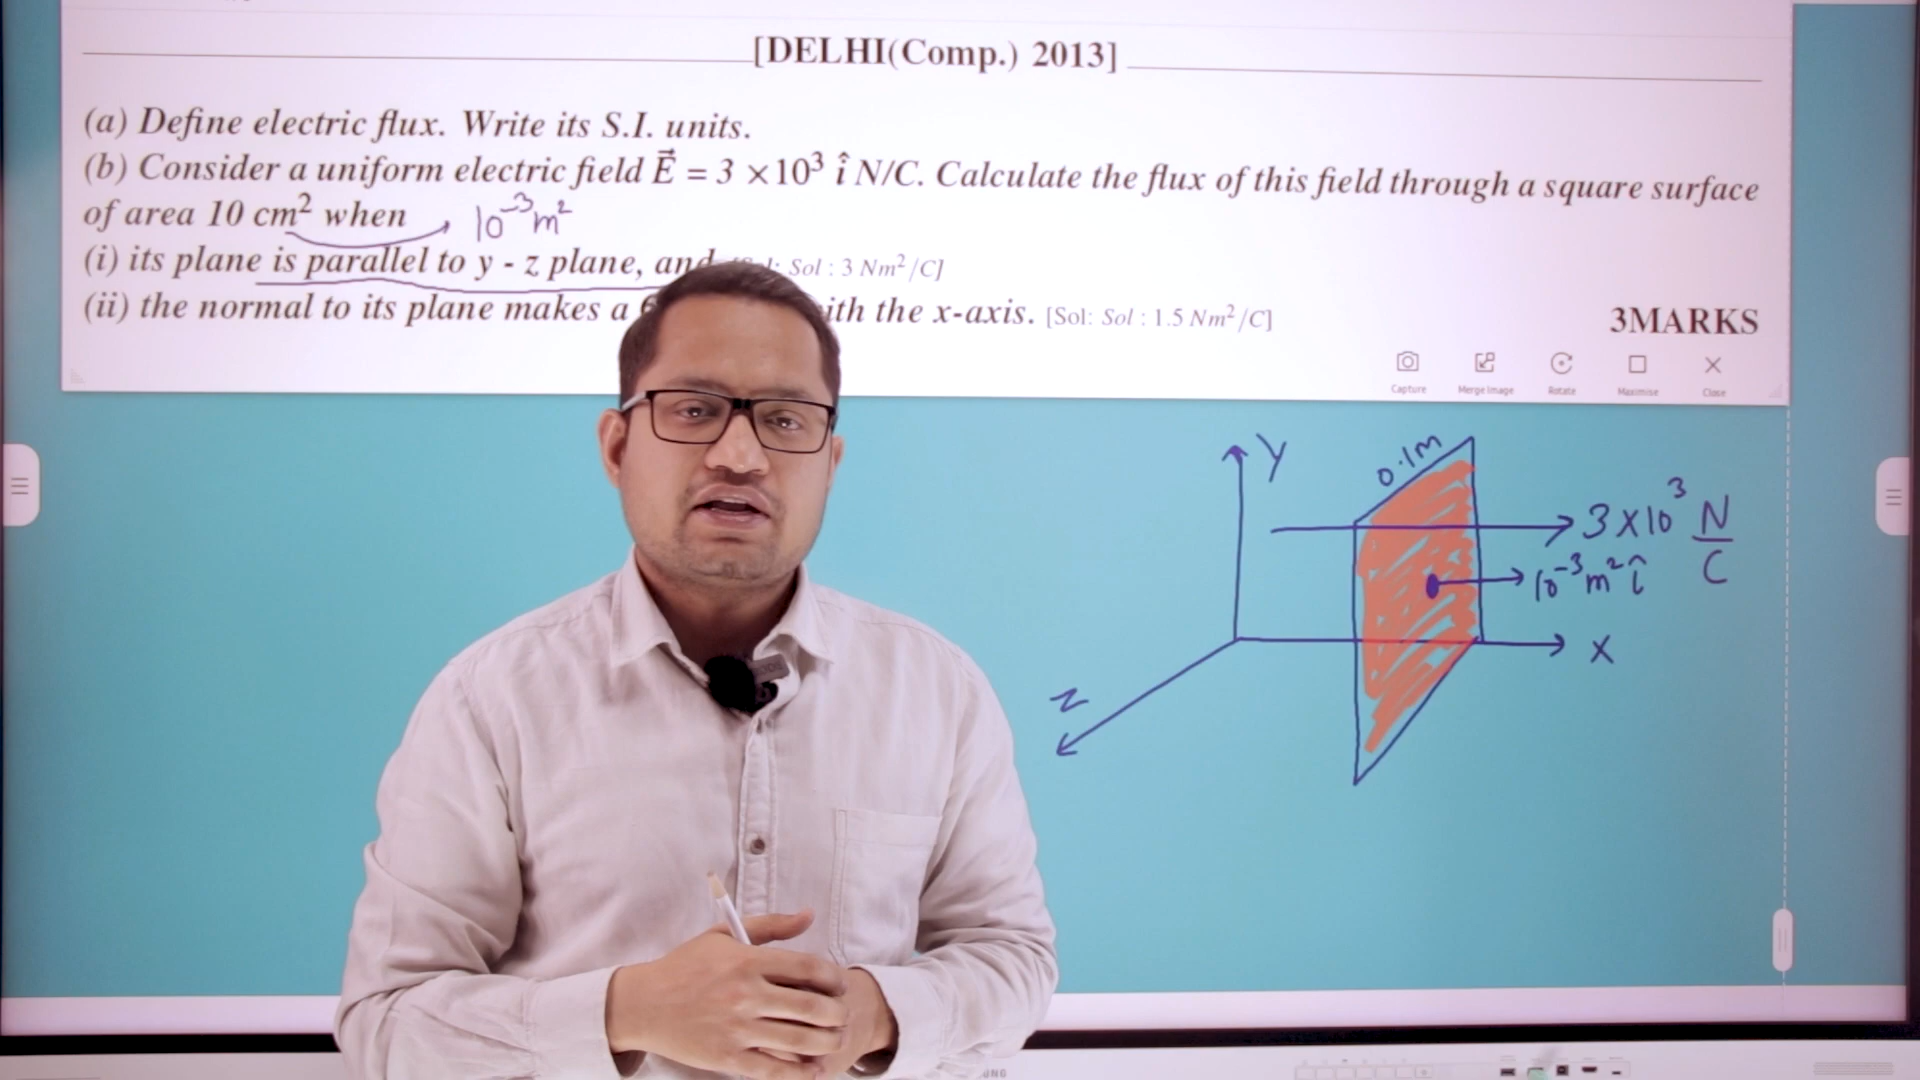 [DELHI(Comp.) 2013]
(a) Define electric flux. Write its S.I. units.
(b) Consider a uniform electric field E⃗ = 3 ×10³ î N/C. Calculate the flux of this field through a square surface
of area 10 cm² when 10⁻³m²
(i) its plane is parallel to y - z plane, and Sol : 3 Nm²/C]
(ii) the normal to its plane makes a with the x-axis. [Sol: Sol : 1.5 Nm²/C]
3MARKS
Capture Merge Image Rotate Maximise Close
Y
0.1m
3×10³ N/C
10⁻³m² î
X
Z